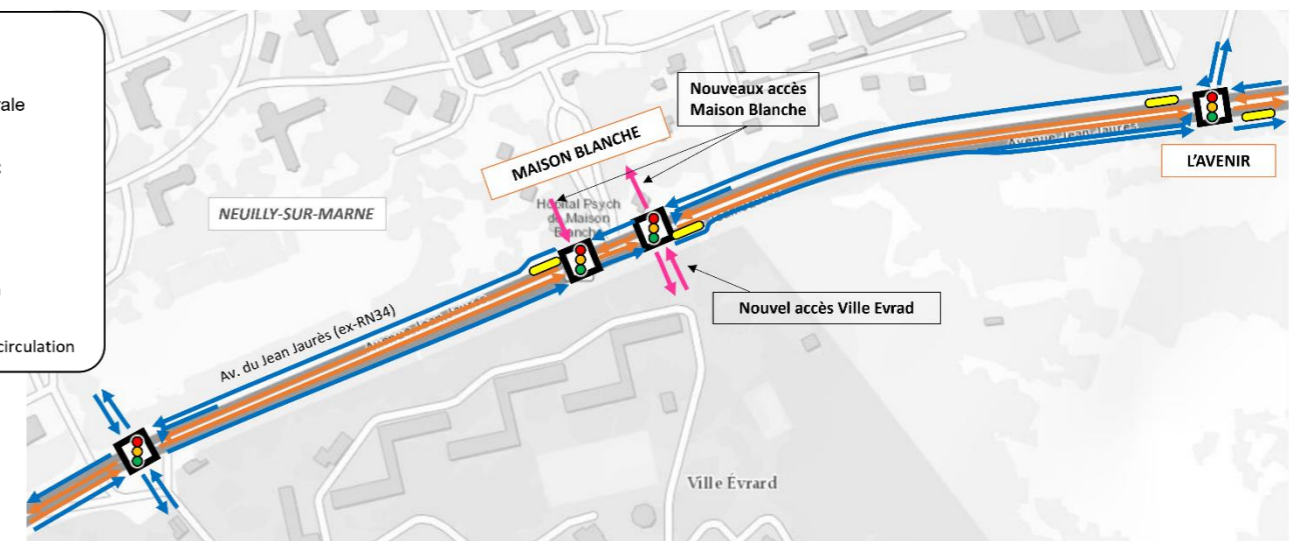 rale
circulation
Nouveaux accès
Maison Blanche
MAISON BLANCHE
NEUILLY-SUR-MARNE
Hôpital Psych
de Maison
Blanche
Avenue Jean Jaurès
L'AVENIR
Nouvel accès Ville Evrad
Av. du Jean Jaurès (ex-RN34)
Avenue Jean Jaurès
Ville Évrard